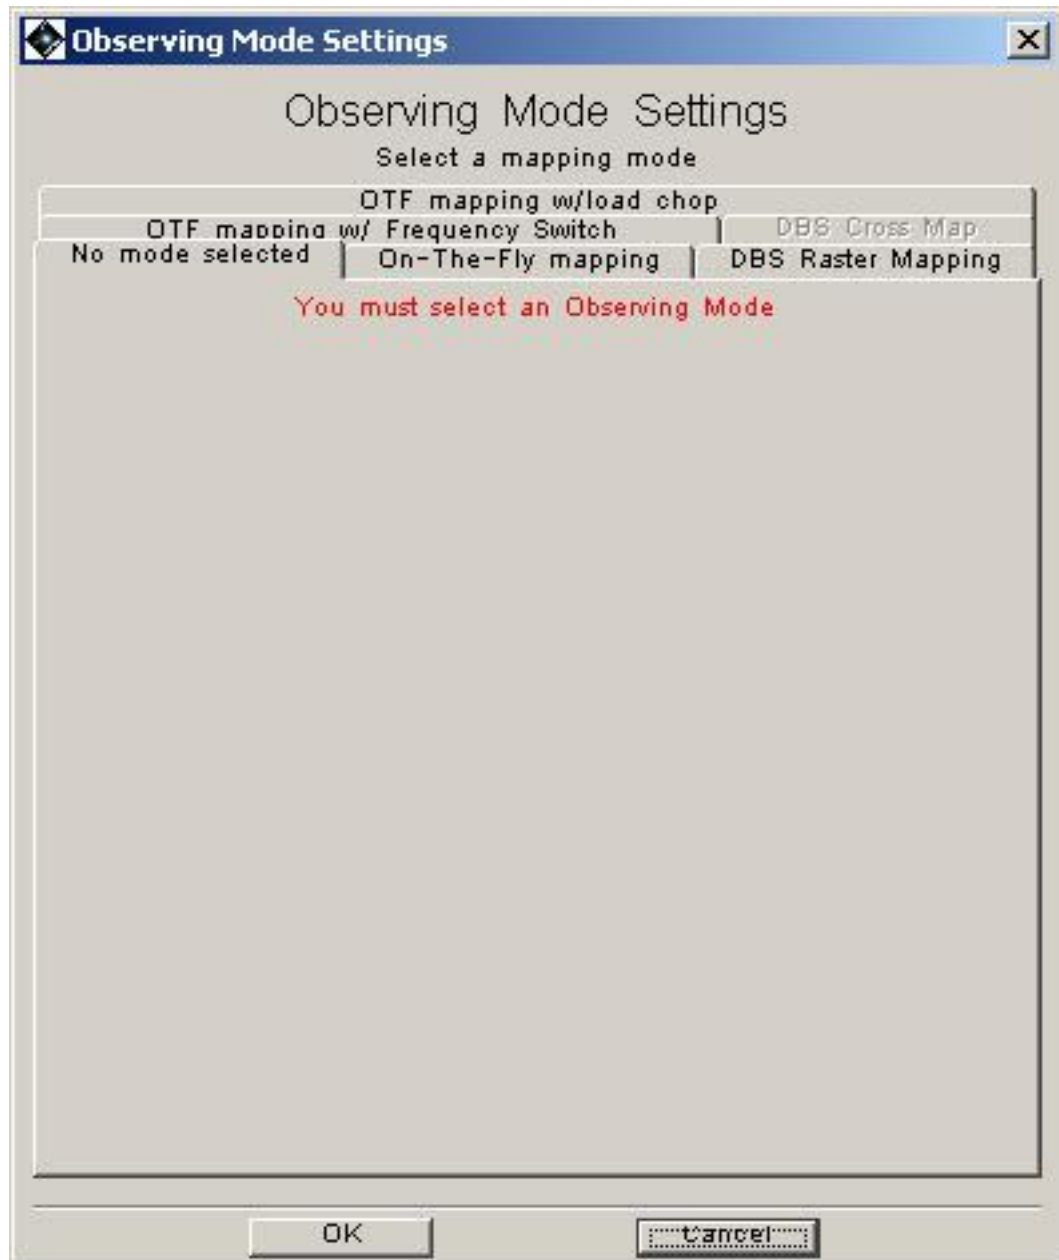 Observing Mode Settings
Observing Mode Settings
Select a mapping mode
OTF mapping w/load chop
OTF mapping w/ Frequency Switch DBS Cross Map
No mode selected On-The-Fly mapping DBS Raster Mapping
You must select an Observing Mode
OK Cancel